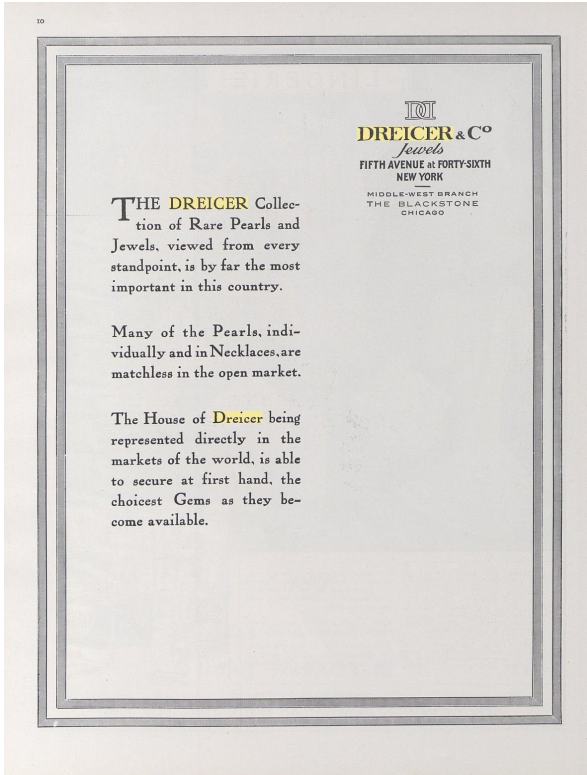 10
DD
DREICER & Cº
Jewels
FIFTH AVENUE at FORTY-SIXTH
NEW YORK
MIDDLE-WEST BRANCH
THE BLACKSTONE
CHICAGO
THE DREICER Collec-
tion of Rare Pearls and
Jewels, viewed from every
standpoint, is by far the most
important in this country.
Many of the Pearls, indi-
vidually and in Necklaces, are
matchless in the open market.
The House of Dreicer being
represented directly in the
markets of the world, is able
to secure at first hand, the
choicest Gems as they be-
come available.